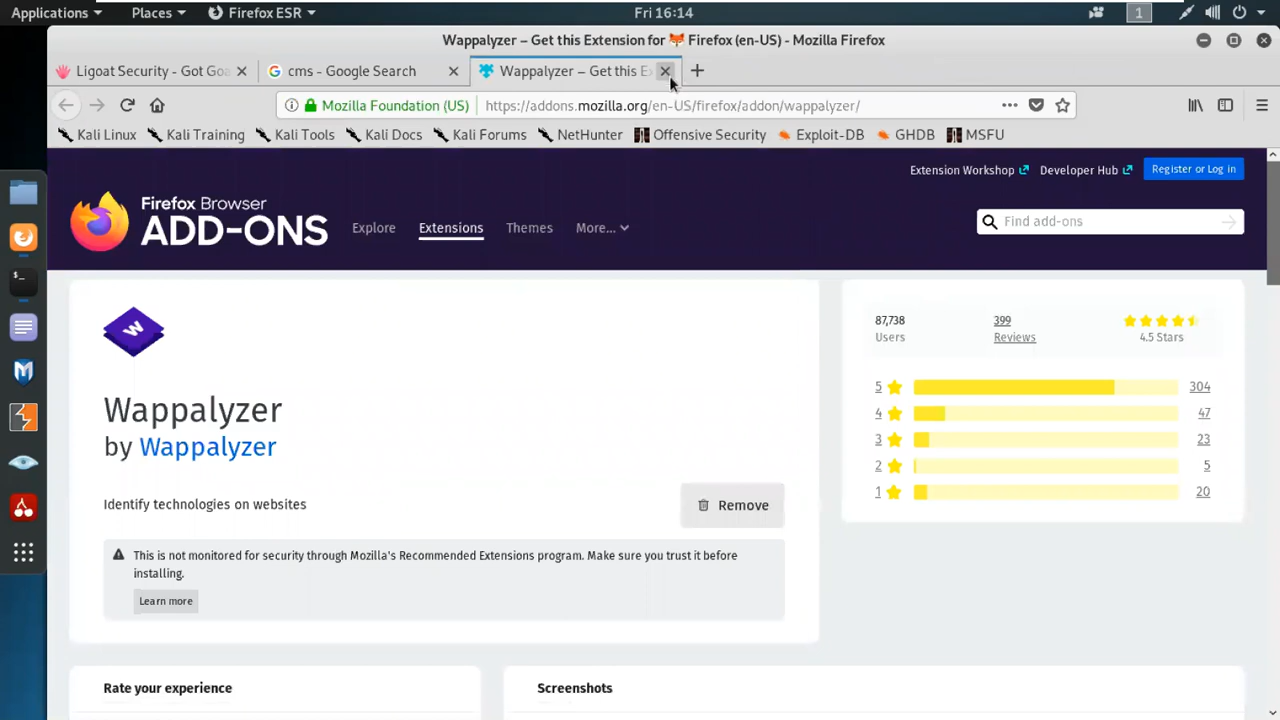 Applications Places Firefox ESR Fri 16:14 1
Wappalyzer – Get this Extension for Firefox (en-US) - Mozilla Firefox
Ligoat Security - Got Goa cms - Google Search Wappalyzer – Get this E
Mozilla Foundation (US) https://addons.mozilla.org/en-US/firefox/addon/wappalyzer/
Kali Linux Kali Training Kali Tools Kali Docs Kali Forums NetHunter Offensive Security Exploit-DB GHDB MSFU
Extension Workshop Developer Hub Register or Log in
Firefox Browser
ADD-ONS Explore Extensions Themes More... Find add-ons
W
Wappalyzer
by Wappalyzer
Identify technologies on websites
Remove
This is not monitored for security through Mozilla's Recommended Extensions program. Make sure you trust it before
installing.
Learn more
87,738 399
Users Reviews 4.5 Stars
5 304
4 47
3 23
2 5
1 20
Rate your experience Screenshots